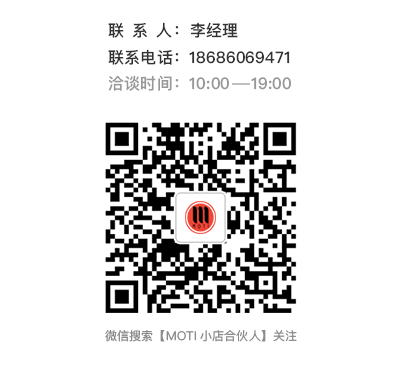 联 系 人：李经理
联系电话：18686069471
洽谈时间：10:00—19:00
MOTI
微信搜索【MOTI 小店合伙人】关注